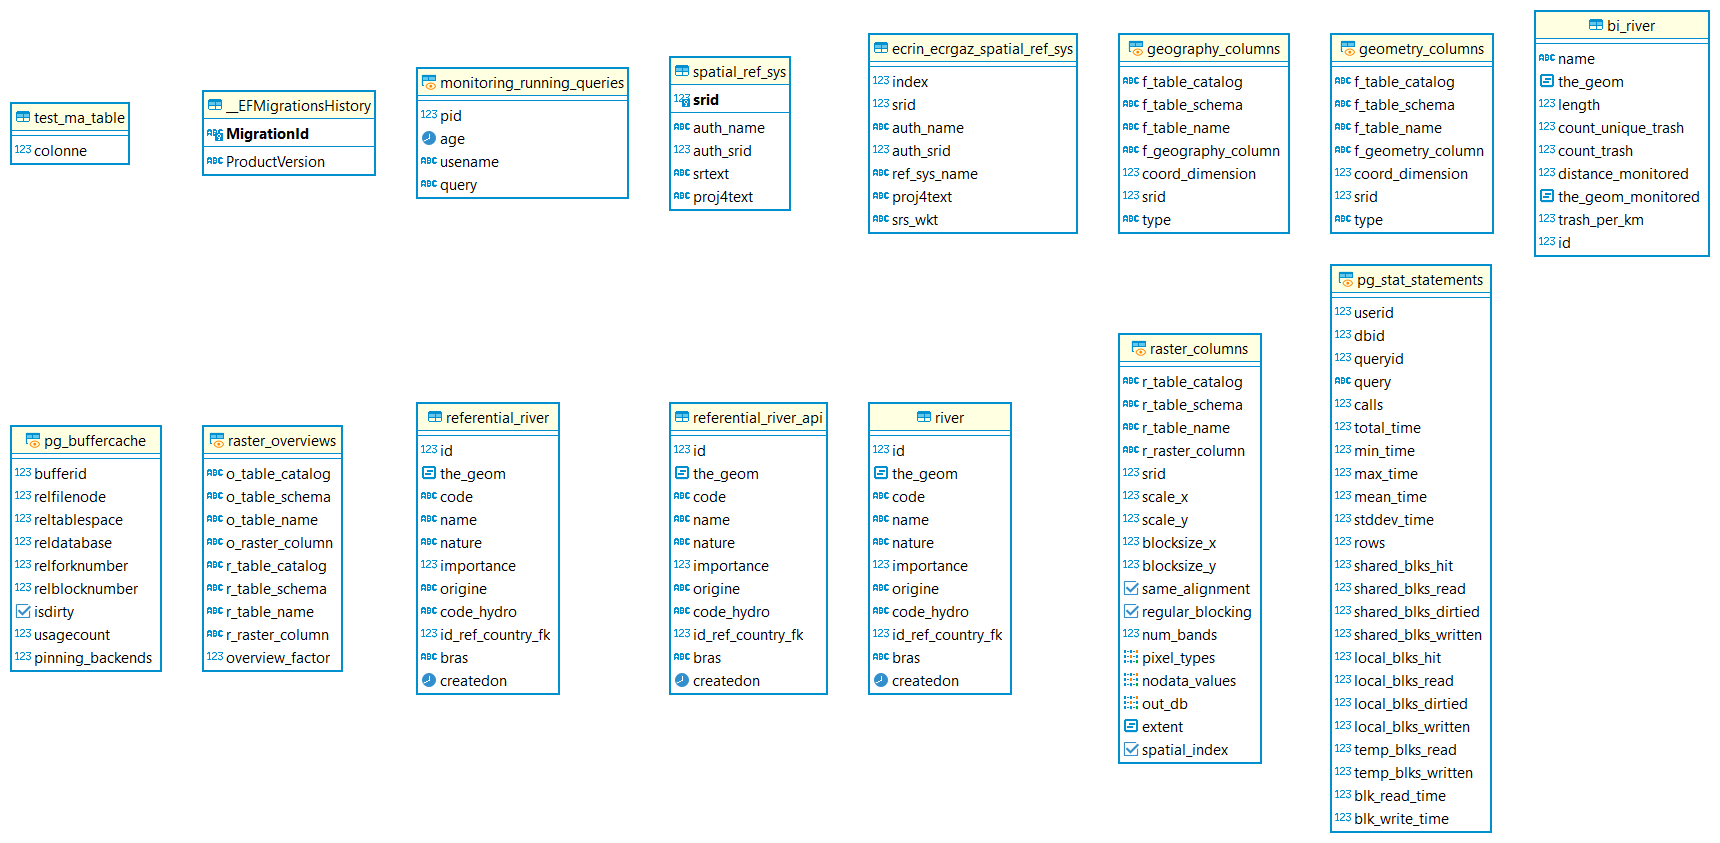 test_ma_table
123 colonne
__EFMigrationsHistory
ABC MigrationId
ABC ProductVersion
monitoring_running_queries
123 pid
age
ABC usename
ABC query
spatial_ref_sys
123 srid
ABC auth_name
123 auth_srid
ABC srtext
ABC proj4text
ecrin_ecrgaz_spatial_ref_sys
123 index
123 srid
ABC auth_name
123 auth_srid
ABC ref_sys_name
ABC proj4text
ABC srs_wkt
geography_columns
ABC f_table_catalog
ABC f_table_schema
ABC f_table_name
ABC f_geography_column
123 coord_dimension
123 srid
ABC type
geometry_columns
ABC f_table_catalog
ABC f_table_schema
ABC f_table_name
ABC f_geometry_column
123 coord_dimension
123 srid
ABC type
bi_river
ABC name
the_geom
123 length
123 count_unique_trash
123 count_trash
123 distance_monitored
the_geom_monitored
123 trash_per_km
123 id
pg_buffercache
123 bufferid
123 relfilenode
123 reltablespace
123 reldatabase
123 relforknumber
123 relblocknumber
isdirty
123 usagecount
123 pinning_backends
raster_overviews
ABC o_table_catalog
ABC o_table_schema
ABC o_table_name
ABC o_raster_column
ABC r_table_catalog
ABC r_table_schema
ABC r_table_name
ABC r_raster_column
123 overview_factor
referential_river
123 id
the_geom
ABC code
ABC name
ABC nature
123 importance
ABC origine
ABC code_hydro
123 id_ref_country_fk
ABC bras
createdon
referential_river_api
123 id
the_geom
ABC code
ABC name
ABC nature
123 importance
ABC origine
ABC code_hydro
123 id_ref_country_fk
ABC bras
createdon
river
123 id
the_geom
ABC code
ABC name
ABC nature
123 importance
ABC origine
ABC code_hydro
123 id_ref_country_fk
ABC bras
createdon
raster_columns
ABC r_table_catalog
ABC r_table_schema
ABC r_table_name
ABC r_raster_column
123 srid
123 scale_x
123 scale_y
123 blocksize_x
123 blocksize_y
same_alignment
regular_blocking
123 num_bands
pixel_types
nodata_values
out_db
extent
spatial_index
pg_stat_statements
123 userid
123 dbid
123 queryid
ABC query
123 calls
123 total_time
123 min_time
123 max_time
123 mean_time
123 stddev_time
123 rows
123 shared_blks_hit
123 shared_blks_read
123 shared_blks_dirtied
123 shared_blks_written
123 local_blks_hit
123 local_blks_read
123 local_blks_dirtied
123 local_blks_written
123 temp_blks_read
123 temp_blks_written
123 blk_read_time
123 blk_write_time